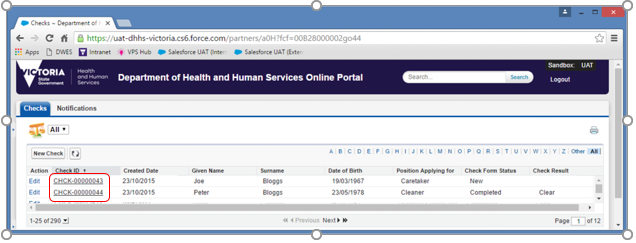 Checks ~ Department of H
https://uat-dhhs-victoria.cs6.force.com/partners/a0H?fcf=00B28000002go44
Apps DWES Intranet VPS Hub Salesforce UAT (Inter Salesforce UAT (Exter
Sandbox: UAT
VICTORIA State Government
Health and Human Services
Department of Health and Human Services Online Portal
Search... Search Logout
Checks Notifications
All
New Check A B C D E F G H I J K L M N O P Q R S T U V W X Y Z Other All
Action Check ID Created Date Given Name Surname Date of Birth Position Applying for Check Form Status Check Result
Edit CHCK-00000043 23/10/2015 Joe Bloggs 19/03/1967 Caretaker New
Edit CHCK-00000044 23/10/2015 Peter Bloggs 23/05/1978 Cleaner Completed Clear
1-25 of 290 Previous Next Page 1 of 12